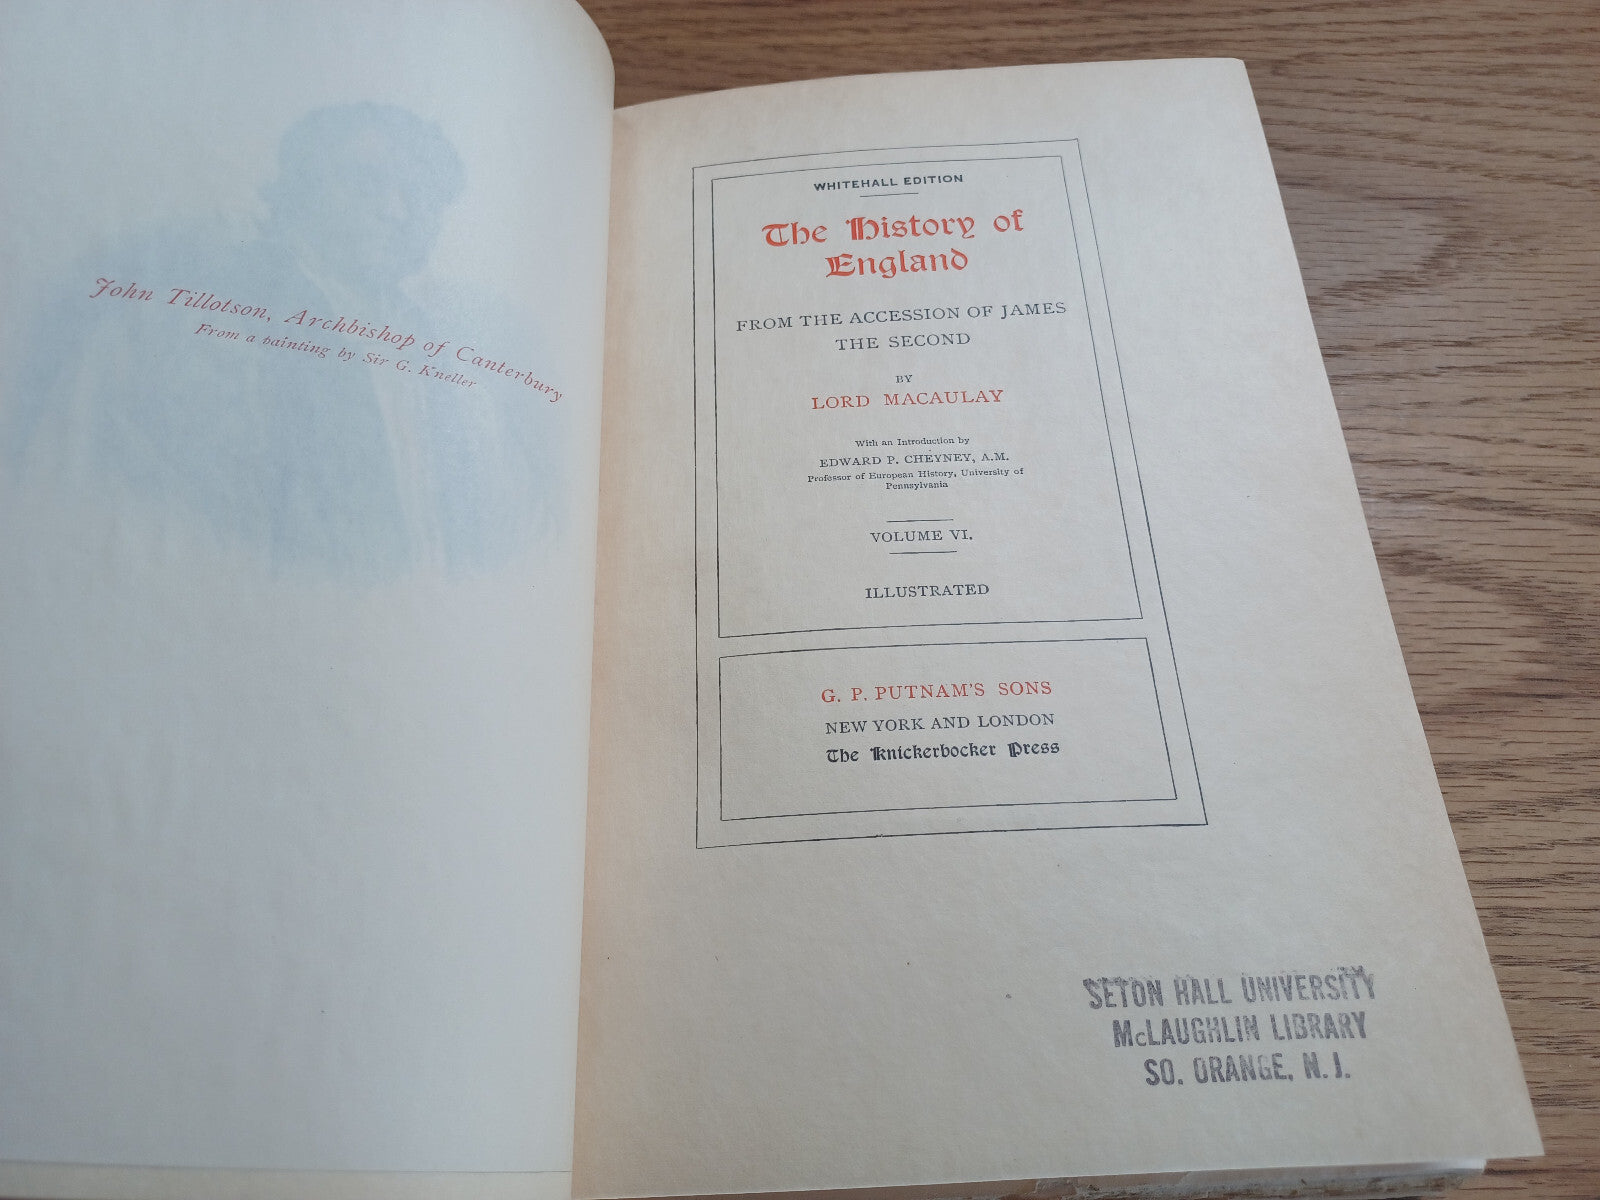 John Tillotson, Archbishop of Canterbury
From a painting by Sir G. Kneller
WHITEHALL EDITION
The History of
England
FROM THE ACCESSION OF JAMES
THE SECOND
BY
LORD MACAULAY
With an Introduction by
EDWARD P. CHEYNEY, A.M.
Professor of European History, University of
Pennsylvania
VOLUME VI.
ILLUSTRATED
G. P. PUTNAM'S SONS
NEW YORK AND LONDON
The Knickerbocker Press
SETON HALL UNIVERSITY
McLAUGHLIN LIBRARY
SO. ORANGE, N. J.